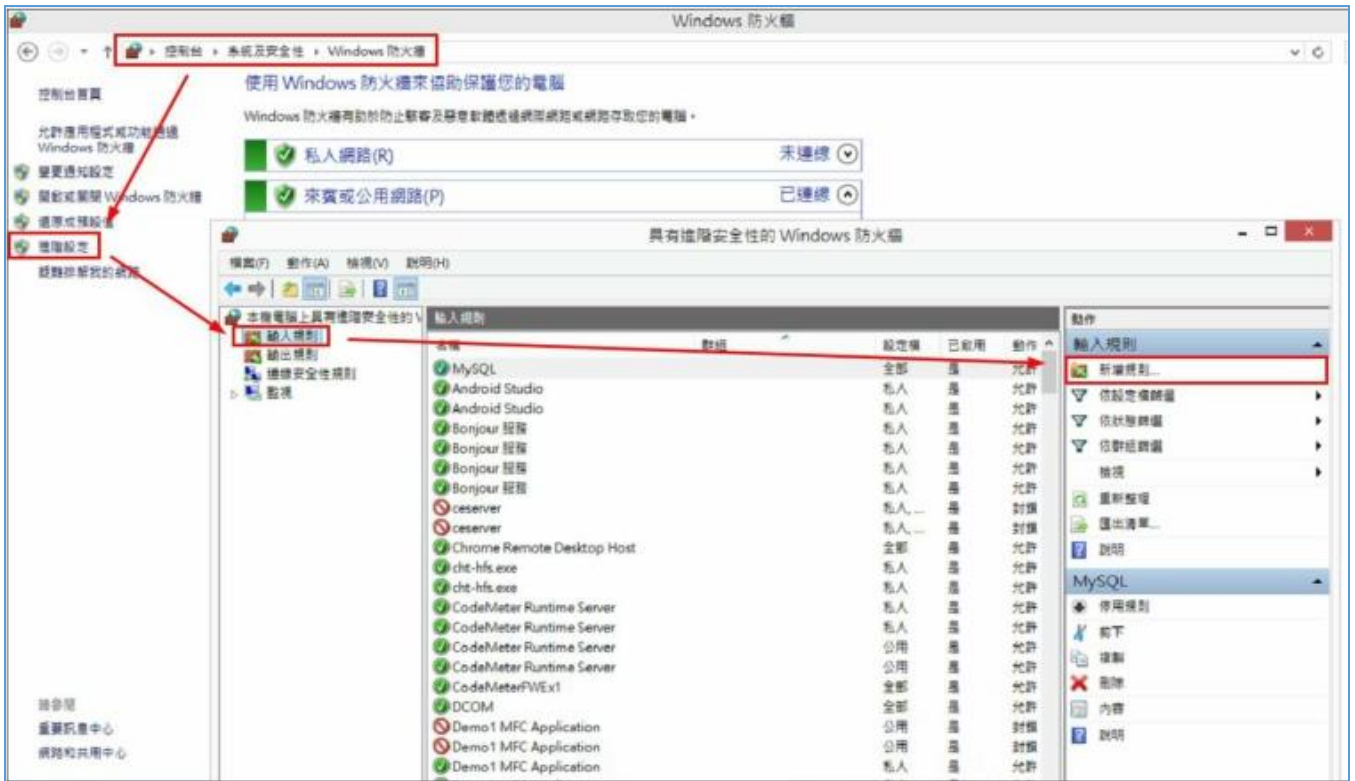 Windows 防火牆
控制台 ▸ 系統及安全性 ▸ Windows 防火牆
控制台首頁
允許應用程式或功能通過
Windows 防火牆
變更通知設定
開啟或關閉 Windows 防火牆
還原成預設值
進階設定
疑難排解我的網路
請參閱
重要訊息中心
網路和共用中心
使用 Windows 防火牆來協助保護您的電腦
Windows 防火牆有助於防止駭客及惡意軟體透過網際網路或網路存取您的電腦。
私人網路(R) 未連線
來賓或公用網路(P) 已連線
具有進階安全性的 Windows 防火牆
檔案(F) 動作(A) 檢視(V) 說明(H)
本機電腦上具有進階安全性的 W
輸入規則
輸出規則
連線安全性規則
監視
輸入規則
名稱 群組 設定檔 已啟用 動作
MySQL 全部 是 允許
Android Studio 私人 是 允許
Android Studio 私人 是 允許
Bonjour 服務 私人 是 允許
Bonjour 服務 私人 是 允許
Bonjour 服務 私人 是 允許
Bonjour 服務 私人 是 允許
ceserver 私人, ... 是 封鎖
ceserver 私人, ... 是 封鎖
Chrome Remote Desktop Host 全部 是 允許
cht-hfs.exe 私人 是 允許
cht-hfs.exe 私人 是 允許
CodeMeter Runtime Server 私人 是 允許
CodeMeter Runtime Server 私人 是 允許
CodeMeter Runtime Server 公用 是 允許
CodeMeter Runtime Server 公用 是 允許
CodeMeterFWEx1 全部 是 允許
DCOM 全部 是 允許
Demo1 MFC Application 公用 是 封鎖
Demo1 MFC Application 公用 是 封鎖
Demo1 MFC Application 私人 是 允許
動作
輸入規則
新增規則...
依設定檔篩選
依狀態篩選
依群組篩選
檢視
重新整理
匯出清單...
說明
MySQL
停用規則
剪下
複製
刪除
內容
說明